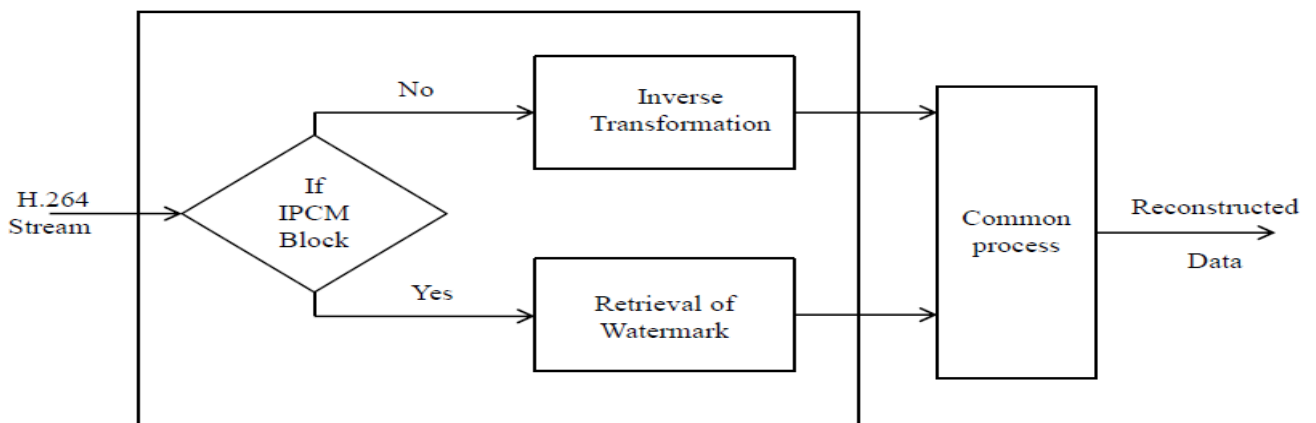 No
Inverse
Transformation
H.264
Stream
If
IPCM
Block
Yes
Retrieval of
Watermark
Common
process
Reconstructed
Data